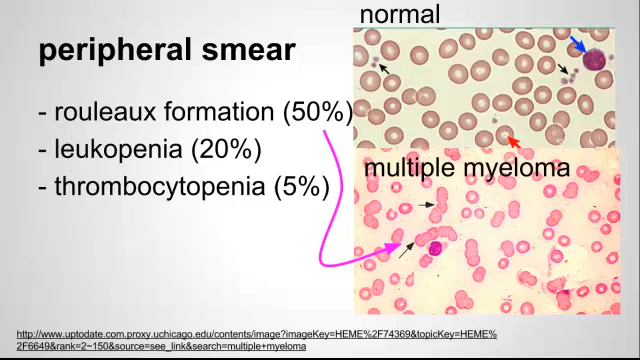 normal
peripheral smear
- rouleaux formation (50%)
- leukopenia (20%)
- thrombocytopenia (5%)
multiple myeloma
http://www.uptodate.com.proxy.uchicago.edu/contents/image?imageKey=HEME%2F74369&topicKey=HEME%
2F6649&rank=2~150&source=see_link&search=multiple+myeloma